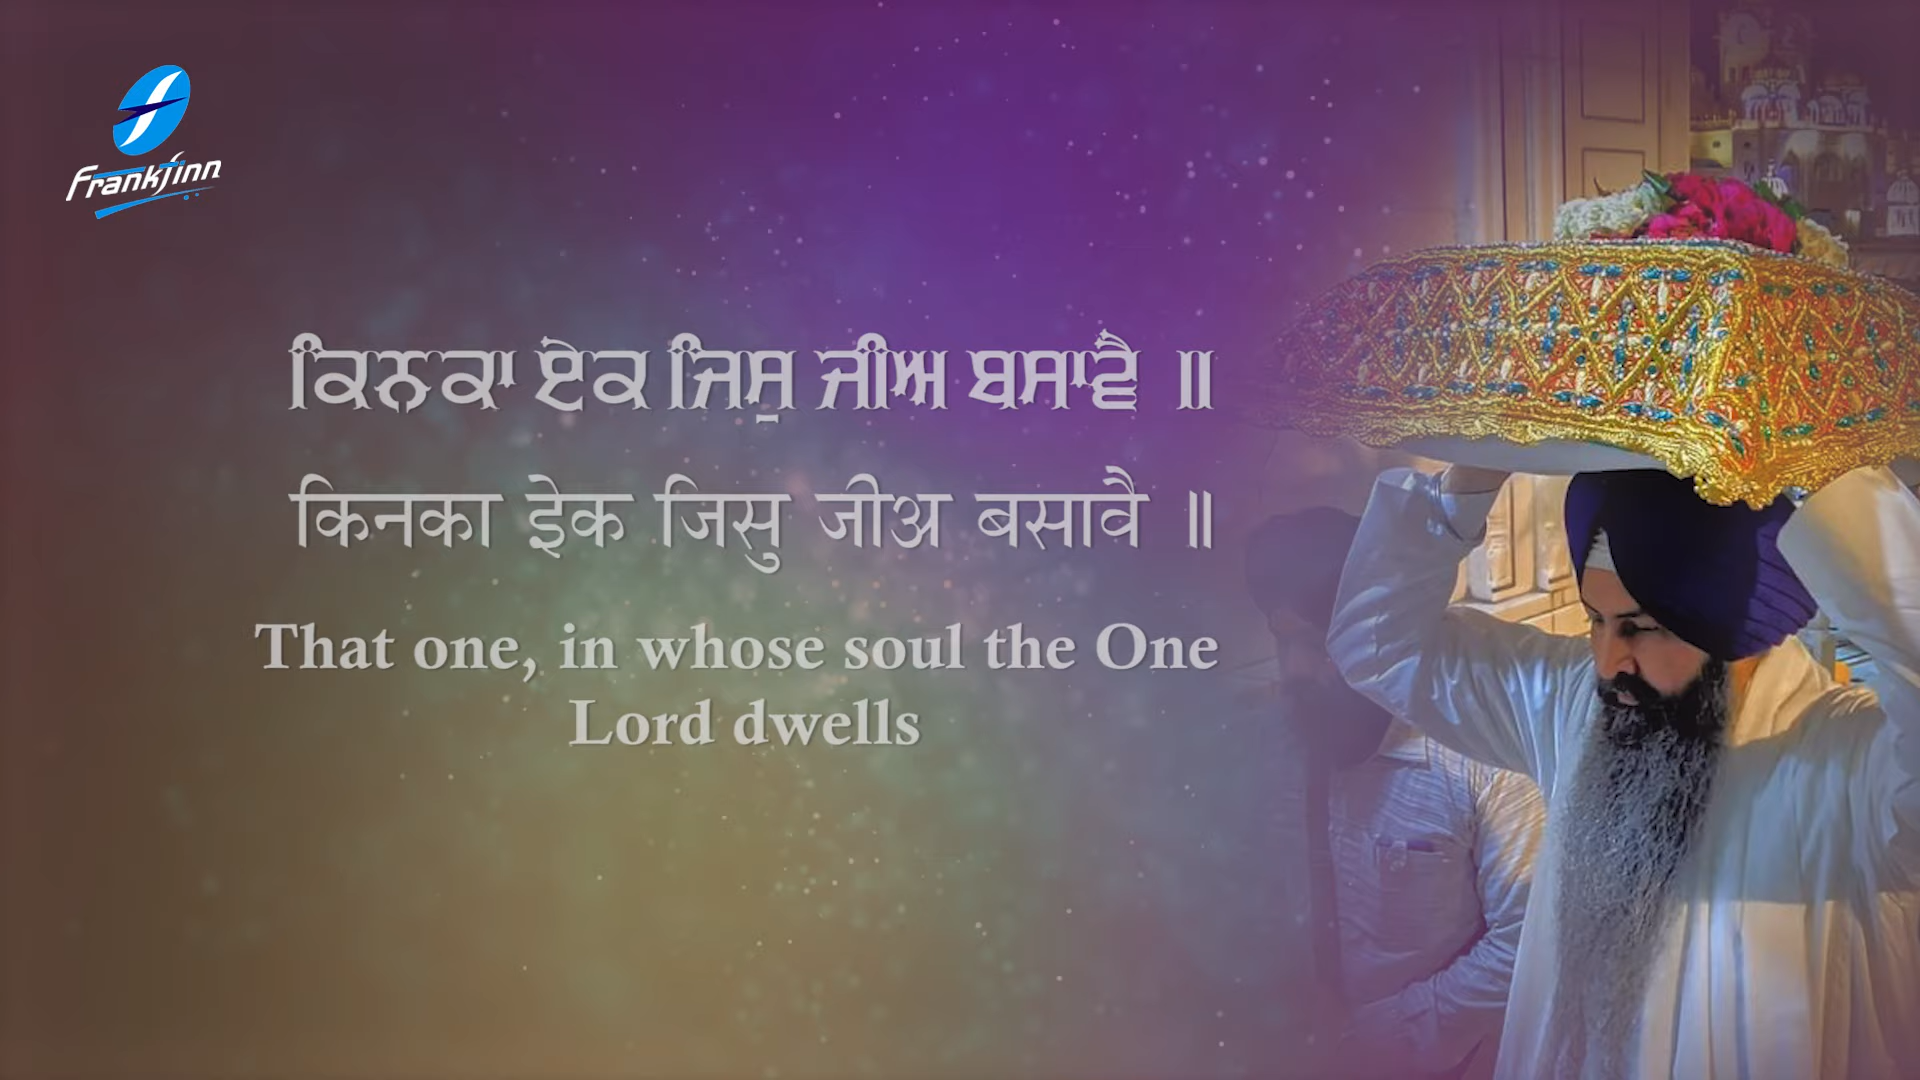 Frankfinn
ਕਿਨਕਾ ਏਕ ਜਿਸੁ ਜੀਅ ਬਸਾਵੈ ॥
किनका इेक जिसु जीअ बसावै ॥
That one, in whose soul the One
Lord dwells